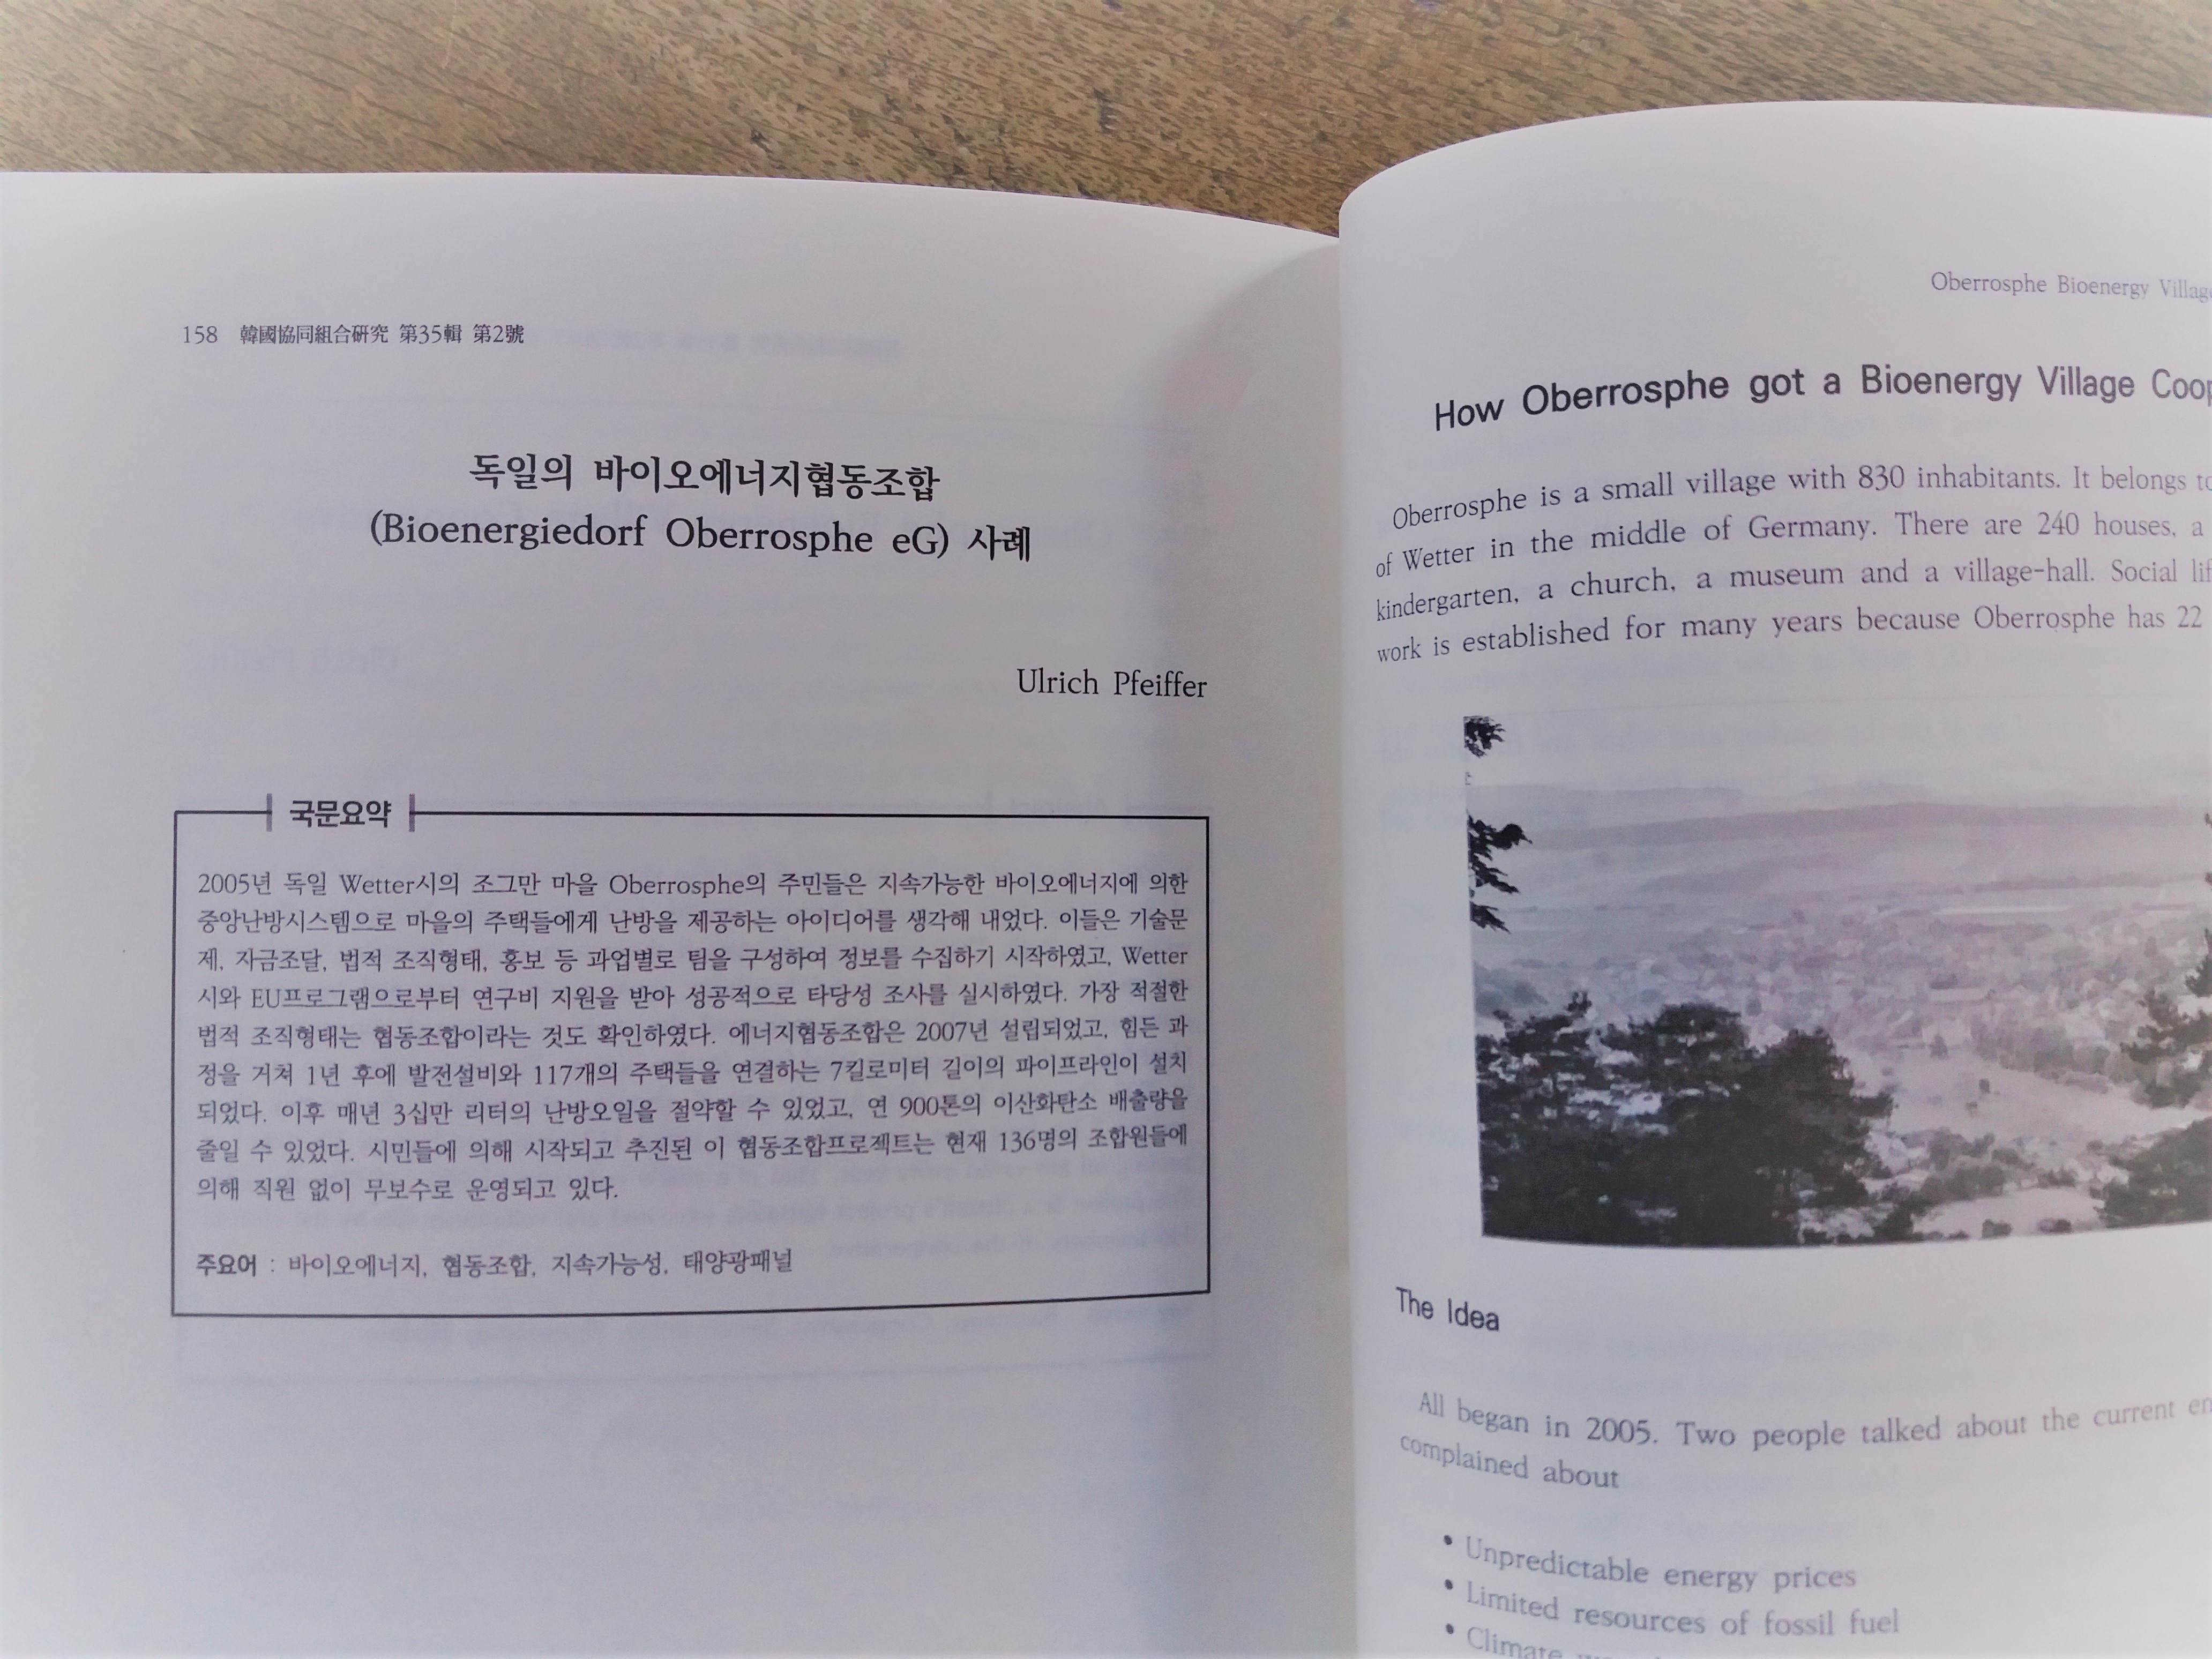 158 韓國協同組合硏究 第35輯 第2號
독일의 바이오에너지협동조합
(Bioenergiedorf Oberrosphe eG) 사례
Ulrich Pfeiffer
국문요약
2005년 독일 Wetter시의 조그만 마을 Oberrosphe의 주민들은 지속가능한 바이오에너지에 의한
중앙난방시스템으로 마을의 주택들에게 난방을 제공하는 아이디어를 생각해 내었다. 이들은 기술문
제, 자금조달, 법적 조직형태, 홍보 등 과업별로 팀을 구성하여 정보를 수집하기 시작하였고, Wetter
시와 EU프로그램으로부터 연구비 지원을 받아 성공적으로 타당성 조사를 실시하였다. 가장 적절한
법적 조직형태는 협동조합이라는 것도 확인하였다. 에너지협동조합은 2007년 설립되었고, 힘든 과
정을 거쳐 1년 후에 발전설비와 117개의 주택들을 연결하는 7킬로미터 길이의 파이프라인이 설치
되었다. 이후 매년 3십만 리터의 난방오일을 절약할 수 있었고, 연 900톤의 이산화탄소 배출량을
줄일 수 있었다. 시민들에 의해 시작되고 추진된 이 협동조합프로젝트는 현재 136명의 조합원들에
의해 직원 없이 무보수로 운영되고 있다.
주요어 : 바이오에너지, 협동조합, 지속가능성, 태양광패널
Oberrosphe Bioenergy Village
How Oberrosphe got a Bioenergy Village Coop
Oberrosphe is a small village with 830 inhabitants. It belongs to
of Wetter in the middle of Germany. There are 240 houses, a
kindergarten, a church, a museum and a village-hall. Social lif
work is established for many years because Oberrosphe has 22
The Idea
All began in 2005. Two people talked about the current en
complained about
• Unpredictable energy prices
• Limited resources of fossil fuel
• Climate